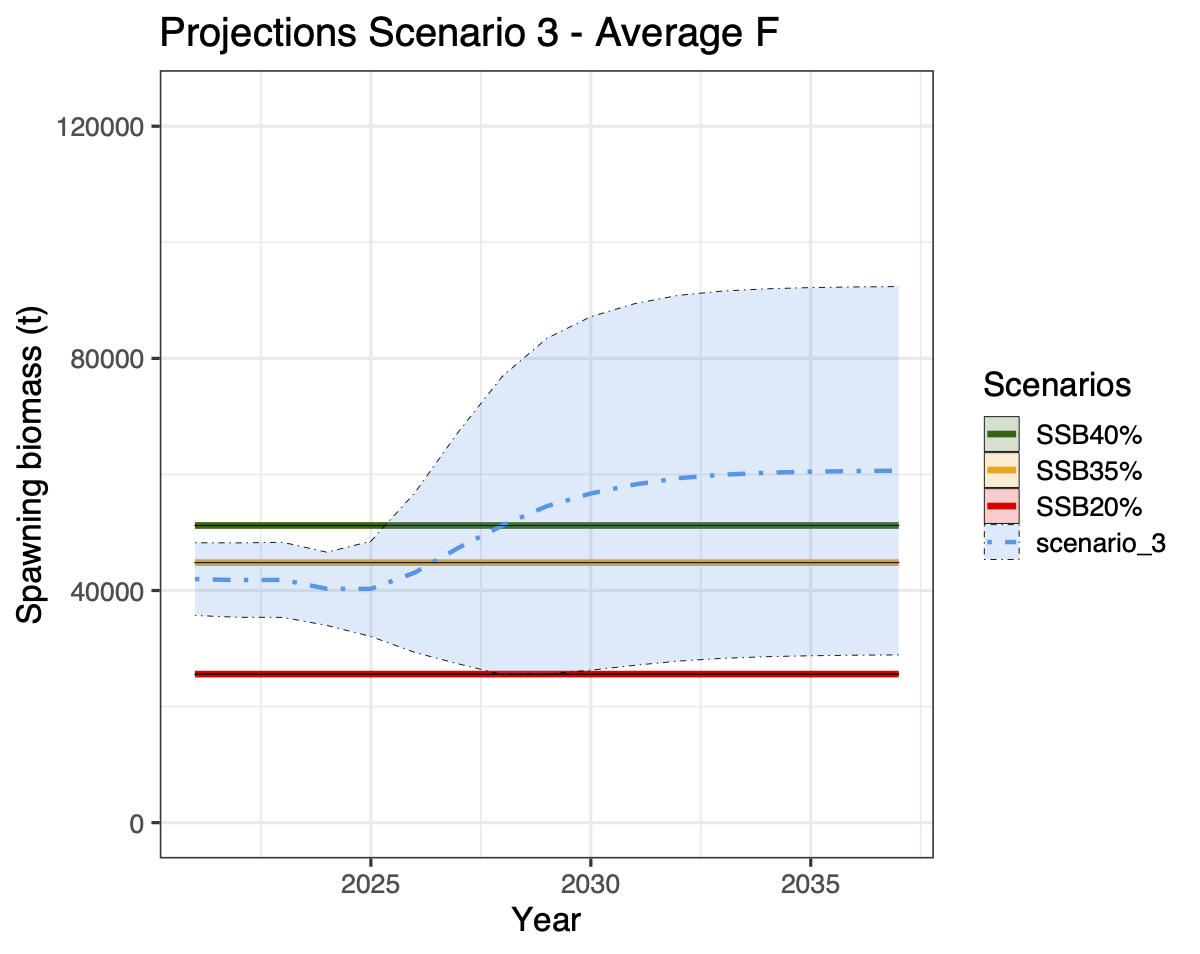 Projections Scenario 3 - Average F
120000
80000
40000
0
Spawning biomass (t)
2025
2030
2035
Year
Scenarios
SSB40%
SSB35%
SSB20%
scenario_3